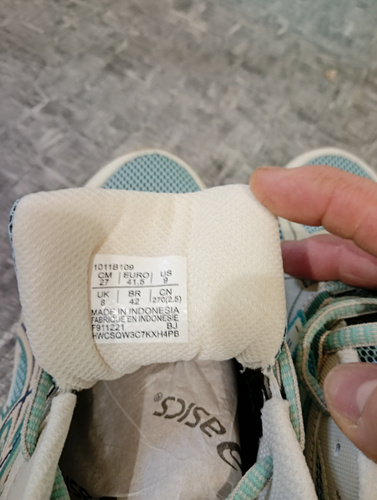 1011B109
CM EURO US
27 41.5 9
UK BR CN
8 42 270(2.5)
MADE IN INDONESIA
FABRIQUE EN INDONESIE
F911221 BJ
HWCSQW3C7KXH4PB
asics